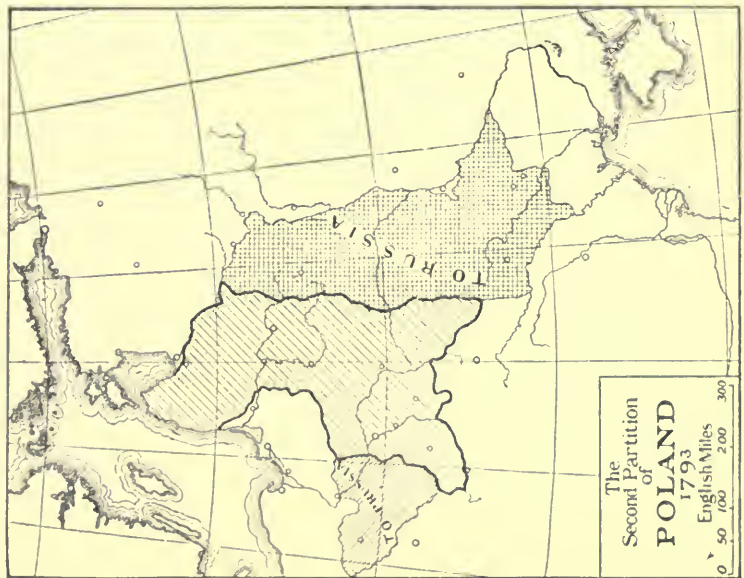 TO RUSSIA
The
Second Partition
of
POLAND
1793
English Miles
0 50 100 200 300